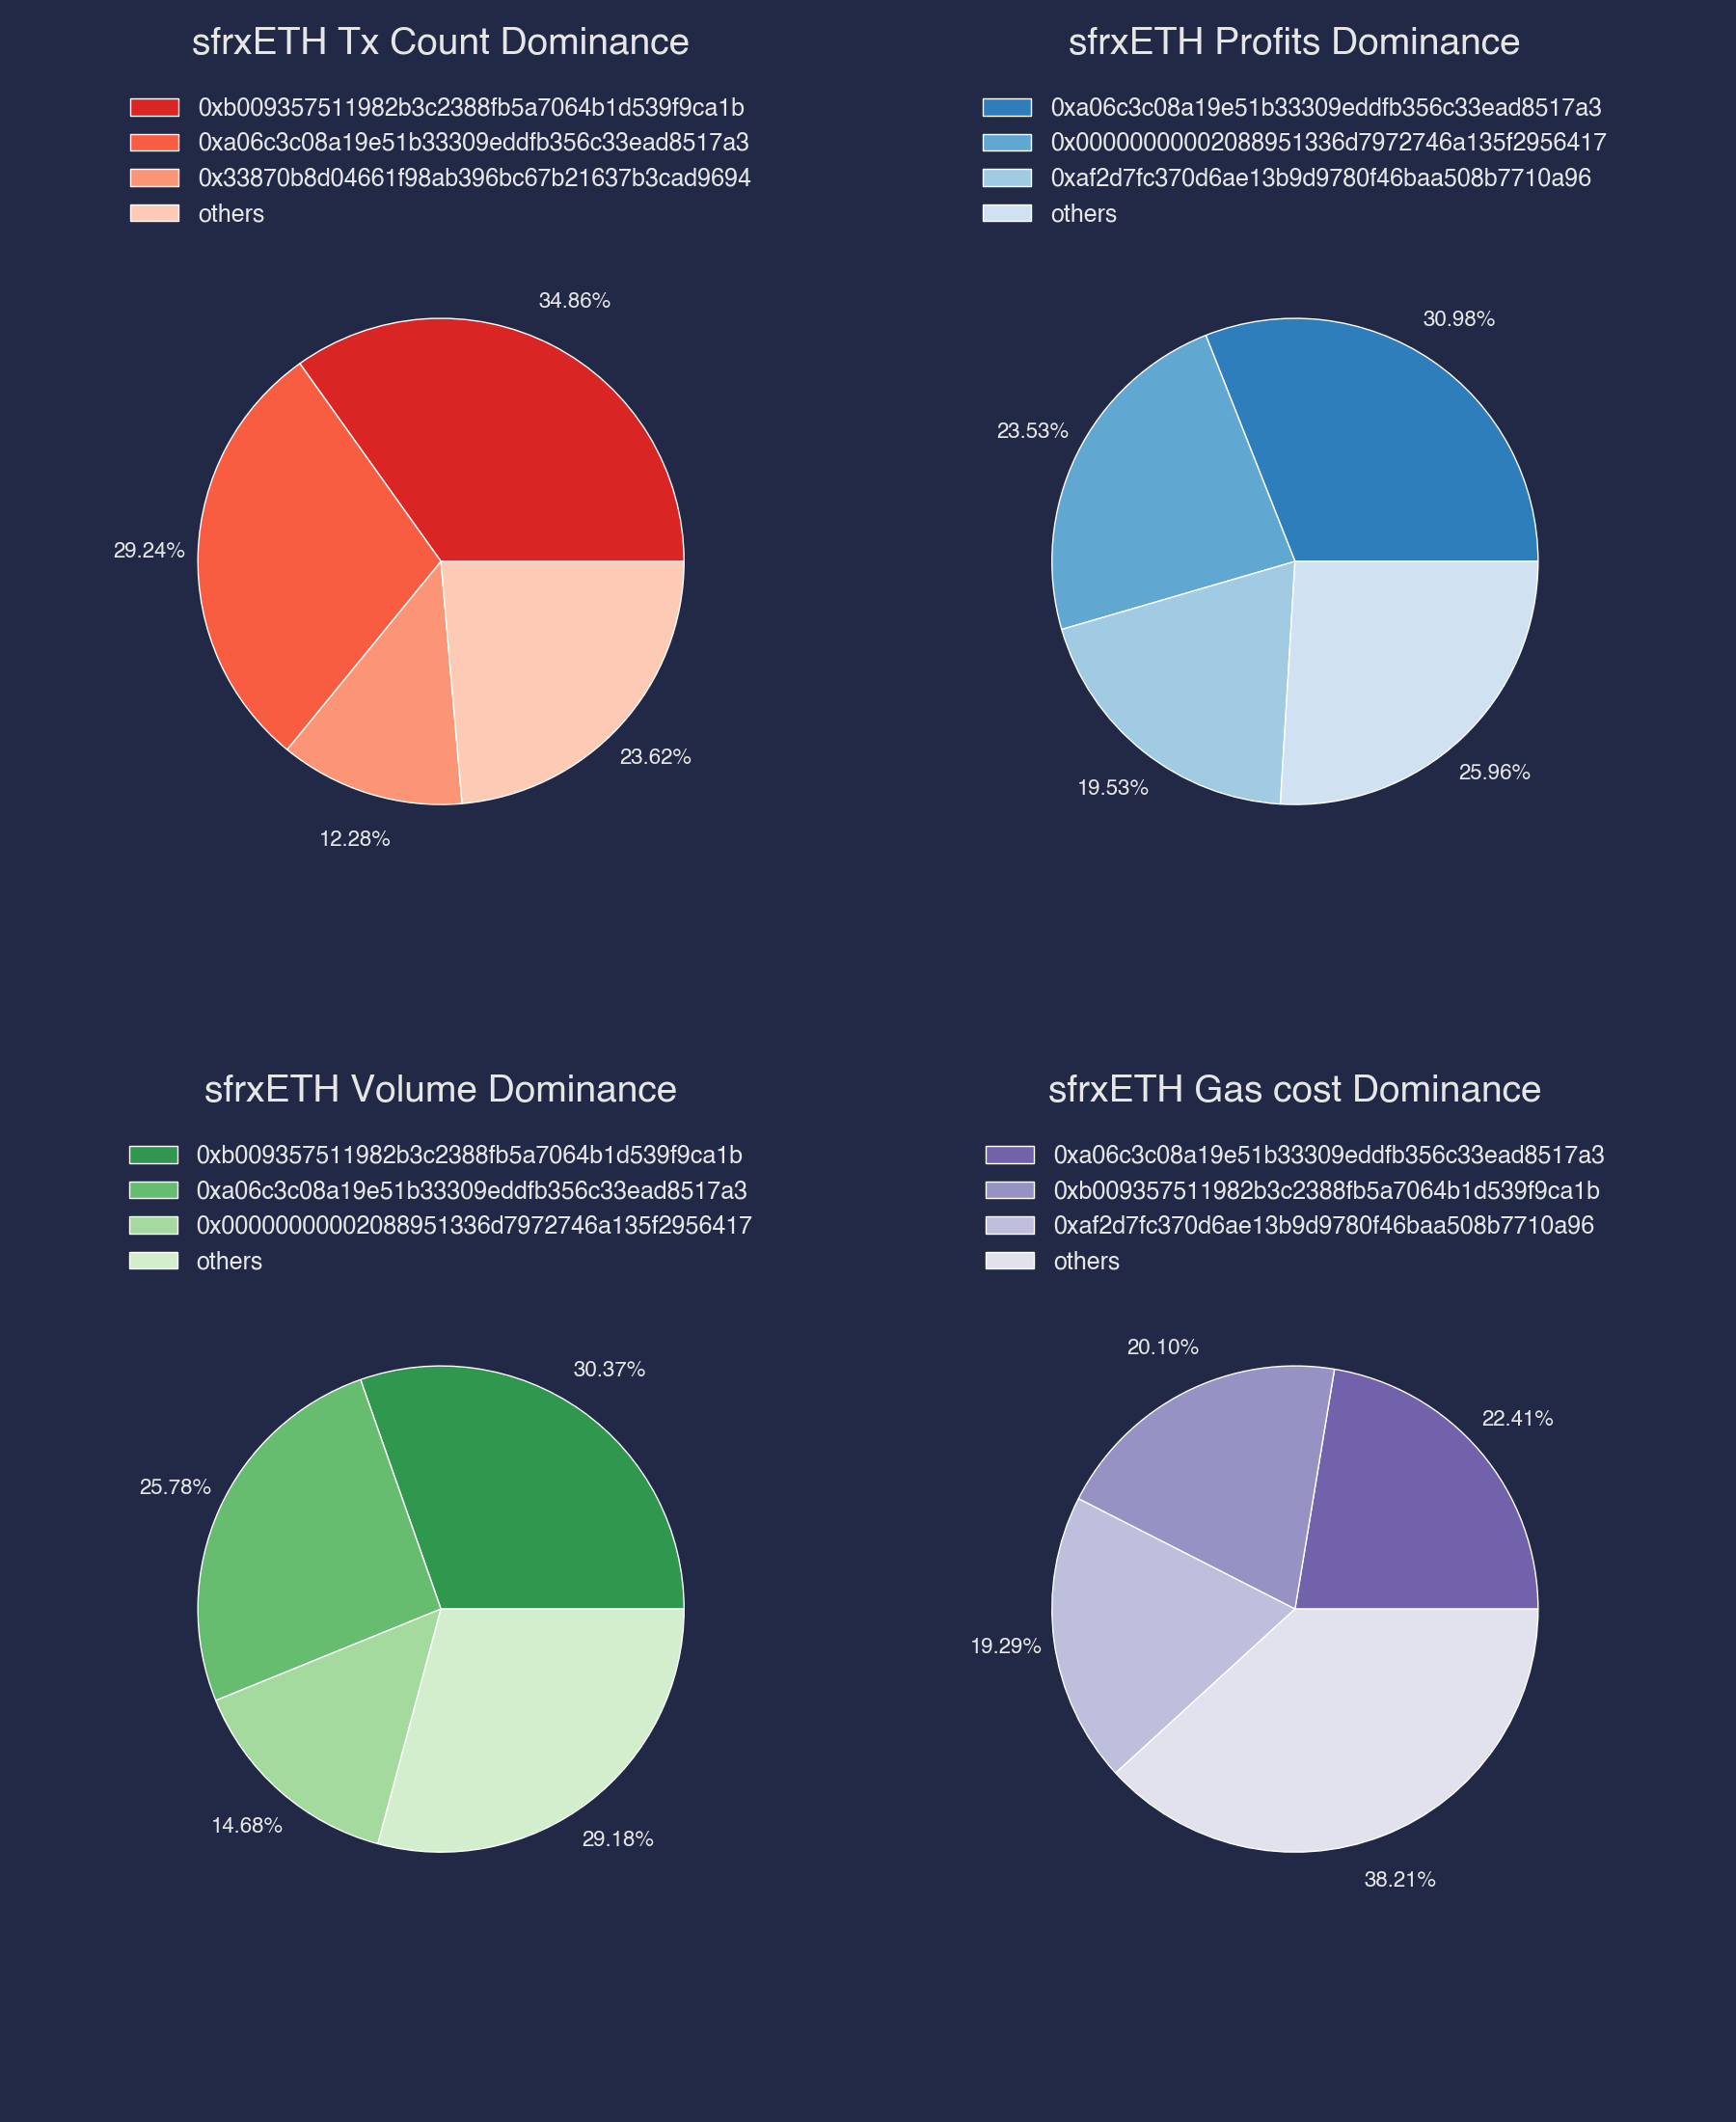 sfrxETH Tx Count Dominance
0xb009357511982b3c2388fb5a7064b1d539f9ca1b
0xa06c3c08a19e51b33309eddfb356c33ead8517a3
0x33870b8d04661f98ab396bc67b21637b3cad9694
others
34.86%
29.24%
23.62%
12.28%
sfrxETH Profits Dominance
0xa06c3c08a19e51b33309eddfb356c33ead8517a3
0x00000000002088951336d7972746a135f2956417
0xaf2d7fc370d6ae13b9d9780f46baa508b7710a96
others
30.98%
23.53%
25.96%
19.53%
sfrxETH Volume Dominance
0xb009357511982b3c2388fb5a7064b1d539f9ca1b
0xa06c3c08a19e51b33309eddfb356c33ead8517a3
0x00000000002088951336d7972746a135f2956417
others
30.37%
25.78%
14.68%
29.18%
sfrxETH Gas cost Dominance
0xa06c3c08a19e51b33309eddfb356c33ead8517a3
0xb009357511982b3c2388fb5a7064b1d539f9ca1b
0xaf2d7fc370d6ae13b9d9780f46baa508b7710a96
others
20.10%
22.41%
19.29%
38.21%